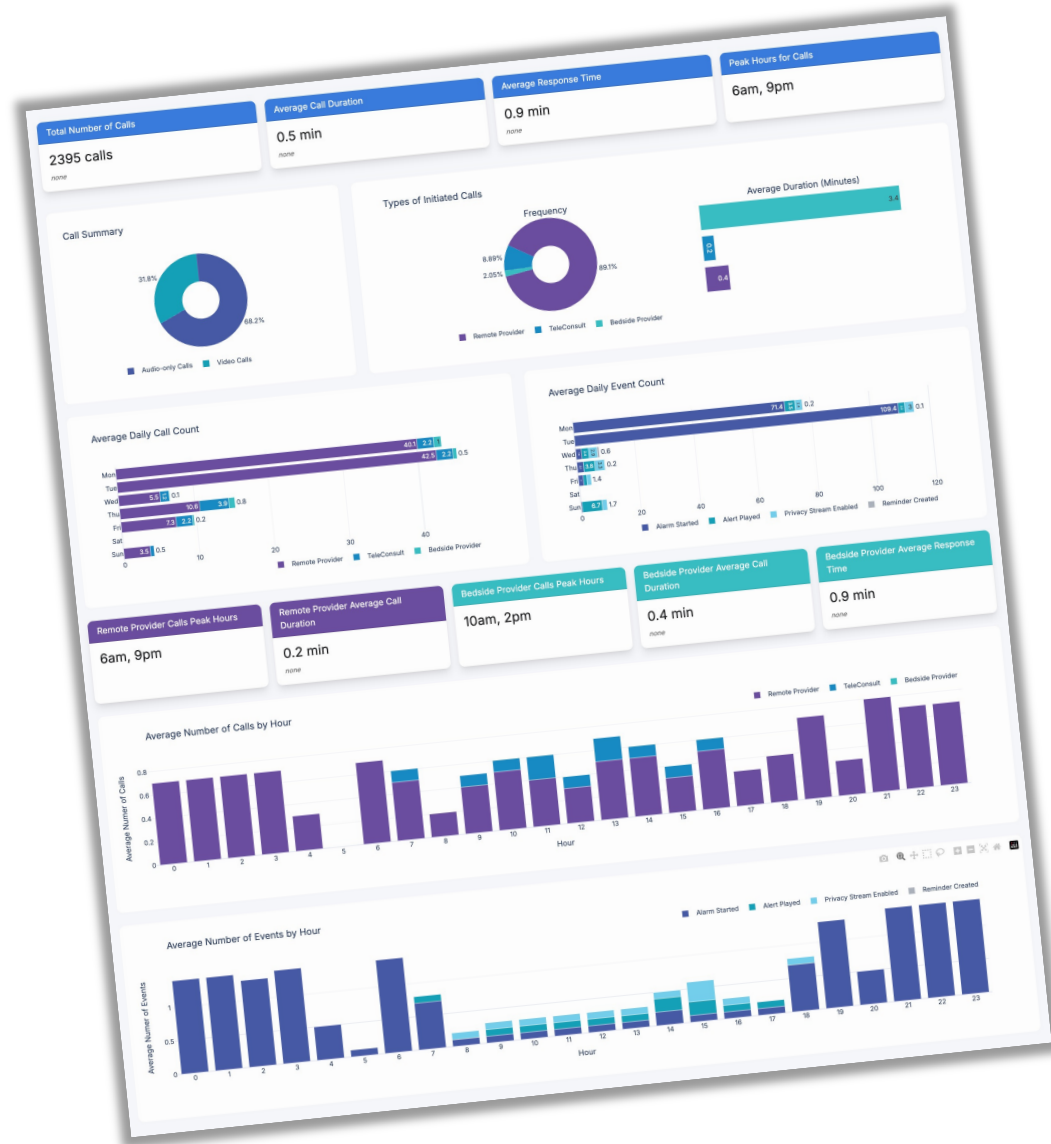 Total Number of Calls
2395 calls
none
Average Call Duration
0.5 min
none
Average Response Time
0.9 min
none
Peak Hours for Calls
6am, 9pm
Call Summary
31.8%
68.2%
Audio-only Calls Video Calls
Types of Initiated Calls
Frequency
8.89%
2.05%
89.1%
Remote Provider TeleConsult Bedside Provider
Average Duration (Minutes)
3.4
0.2
0.4
Average Daily Call Count
Mon 40.1 2.2 1
Tue 42.5 2.2 0.5
Wed 5.5 0.1
Thu 10.6 3.9 0.8
Fri 7.3 2.2 0.2
Sat
Sun 3.5 0.5
0 10 20 30 40
Remote Provider TeleConsult Bedside Provider
Average Daily Event Count
Mon 71.4 0.2
Tue 109.4 3 0.1
Wed 0.6
Thu 3.8 0.2
Fri 1.4
Sat
Sun 6.7 1.7
0 20 40 60 80 100 120
Alarm Started Alert Played Privacy Stream Enabled Reminder Created
Remote Provider Calls Peak Hours
6am, 9pm
Remote Provider Average Call
Duration
0.2 min
none
Bedside Provider Calls Peak Hours
10am, 2pm
Bedside Provider Average Call
Duration
0.4 min
none
Bedside Provider Average Response
Time
0.9 min
none
Average Number of Calls by Hour
Remote Provider TeleConsult Bedside Provider
Average Numer of Calls
0.8
0.6
0.4
0.2
0
0 1 2 3 4 5 6 7 8 9 10 11 12 13 14 15 16 17 18 19 20 21 22 23
Hour
Average Number of Events by Hour
Alarm Started Alert Played Privacy Stream Enabled Reminder Created
Average Numer of Events
1
0.5
0
0 1 2 3 4 5 6 7 8 9 10 11 12 13 14 15 16 17 18 19 20 21 22 23
Hour